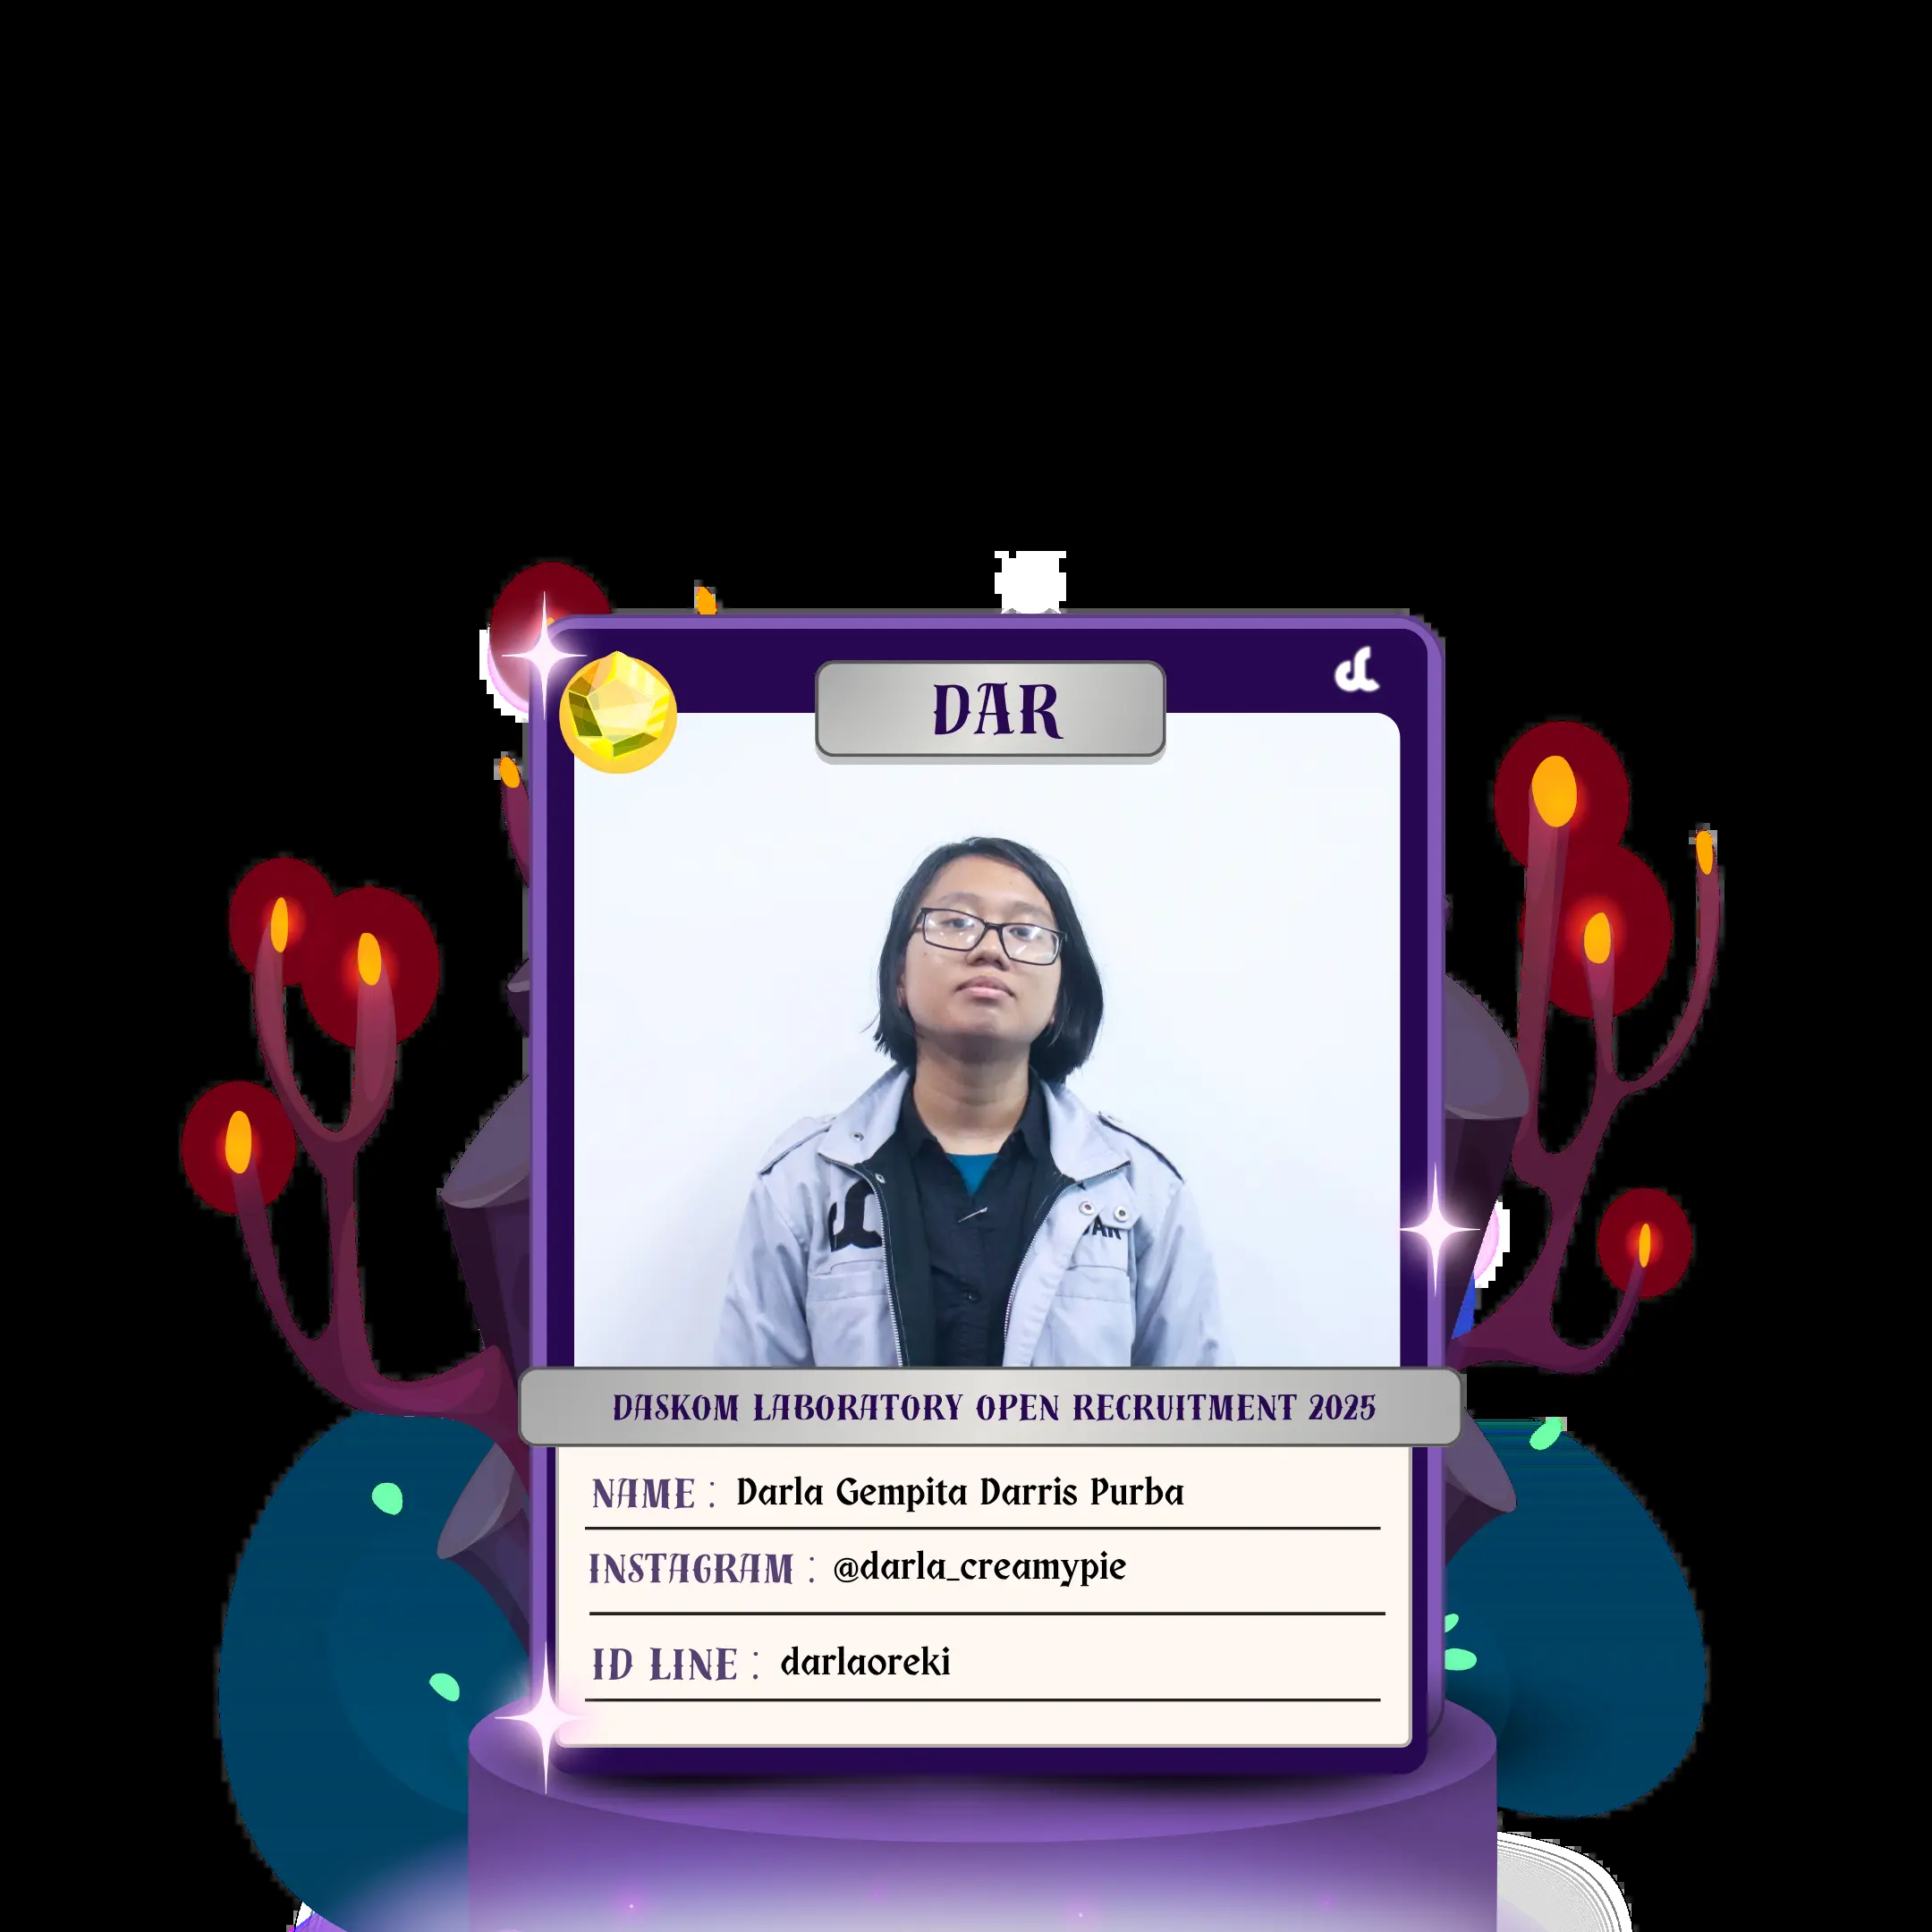 DAR
DASKOM LABORATORY OPEN RECRUITMENT 2025
NAME : Darla Gempita Darris Purba
INSTAGRAM : @darla_creamypie
ID LINE : darlaoreki